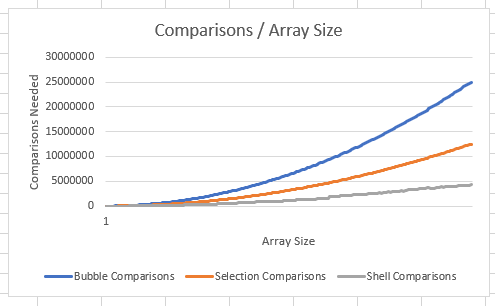 Comparisons / Array Size
30000000
25000000
20000000
15000000
10000000
5000000
0
1
Comparisons Needed
Array Size
Bubble Comparisons Selection Comparisons Shell Comparisons